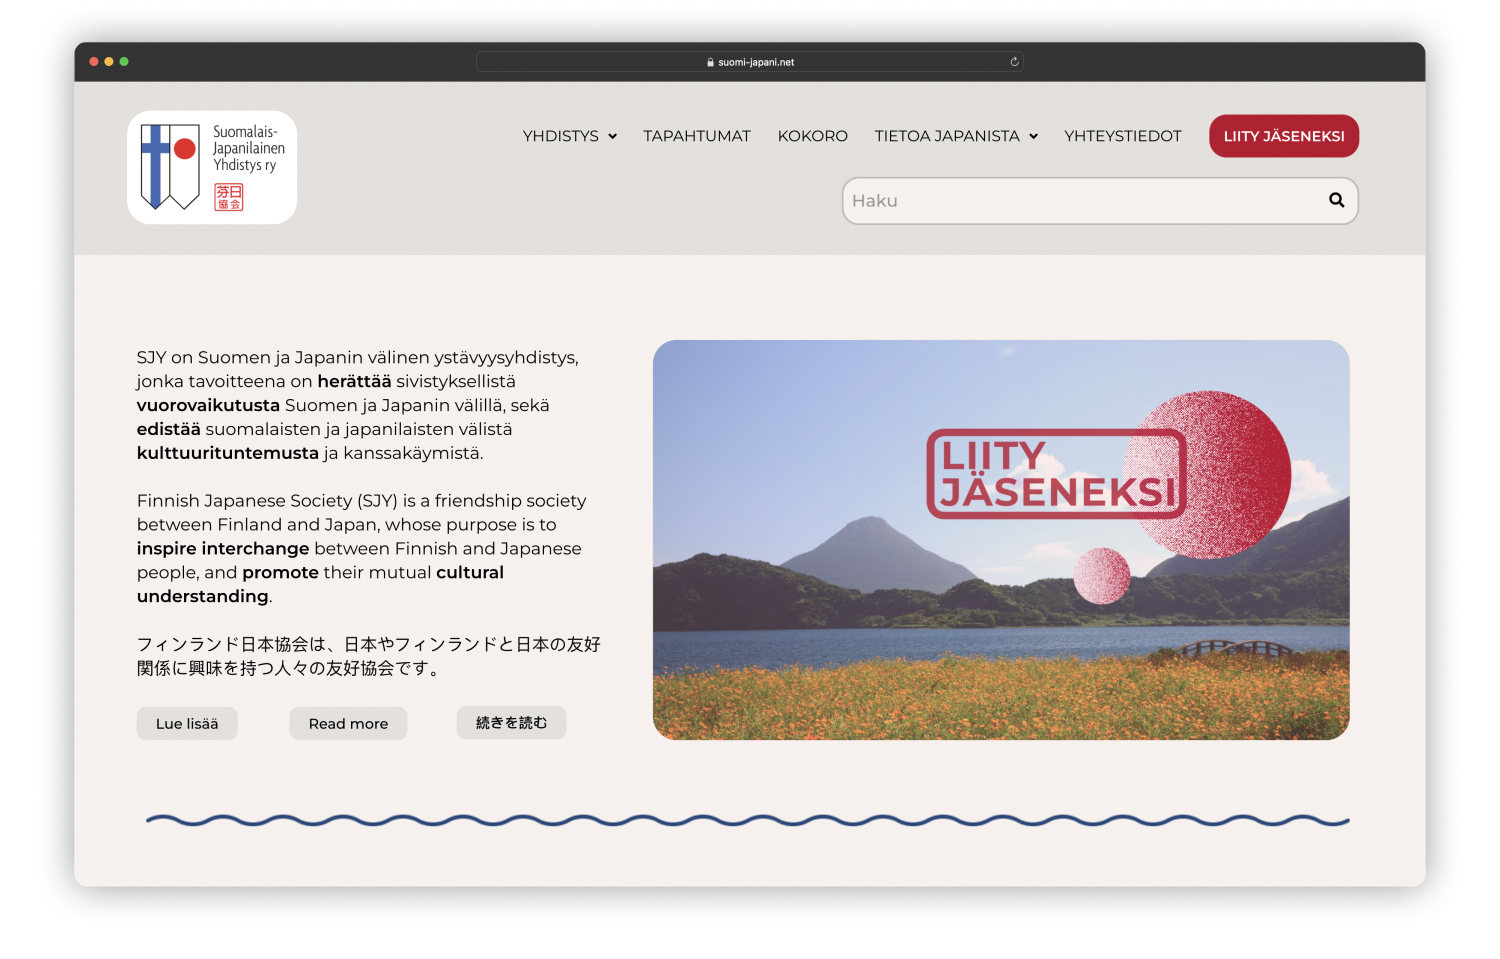 suomi-japani.net
Suomalais-
Japanilainen
Yhdistys ry
芬日
協会
YHDISTYS
TAPAHTUMAT
KOKORO
TIETOA JAPANISTA
YHTEYSTIEDOT
LIITY JÄSENEKSI
Haku
SJY on Suomen ja Japanin välinen ystävyysyhdistys,
jonka tavoitteena on herättää sivistyksellistä
vuorovaikutusta Suomen ja Japanin välillä, sekä
edistää suomalaisten ja japanilaisten välistä
kulttuurituntemusta ja kanssakäymistä.
Finnish Japanese Society (SJY) is a friendship society
between Finland and Japan, whose purpose is to
inspire interchange between Finnish and Japanese
people, and promote their mutual cultural
understanding.
フィンランド日本協会は、日本やフィンランドと日本の友好
関係に興味を持つ人々の友好協会です。
Lue lisää
Read more
続きを読む
LIITY
JÄSENEKSI